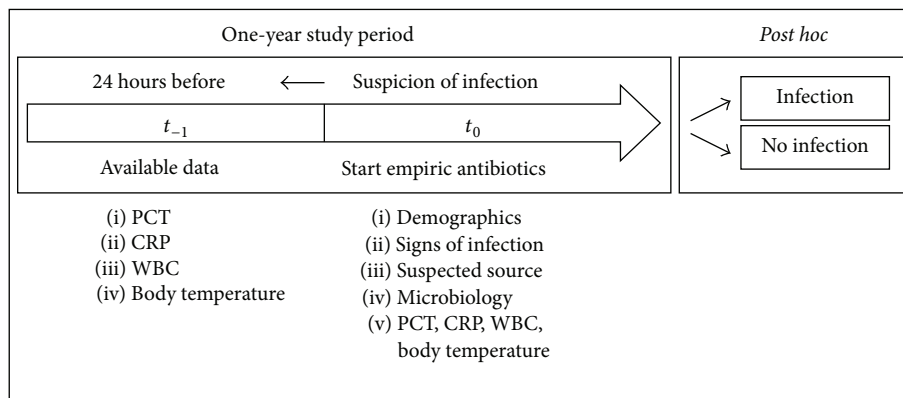 One-year study period
Post hoc
24 hours before ← Suspicion of infection
t₋₁
t₀
Available data
Start empiric antibiotics
Infection
No infection
(i) PCT
(ii) CRP
(iii) WBC
(iv) Body temperature
(i) Demographics
(ii) Signs of infection
(iii) Suspected source
(iv) Microbiology
(v) PCT, CRP, WBC,
body temperature